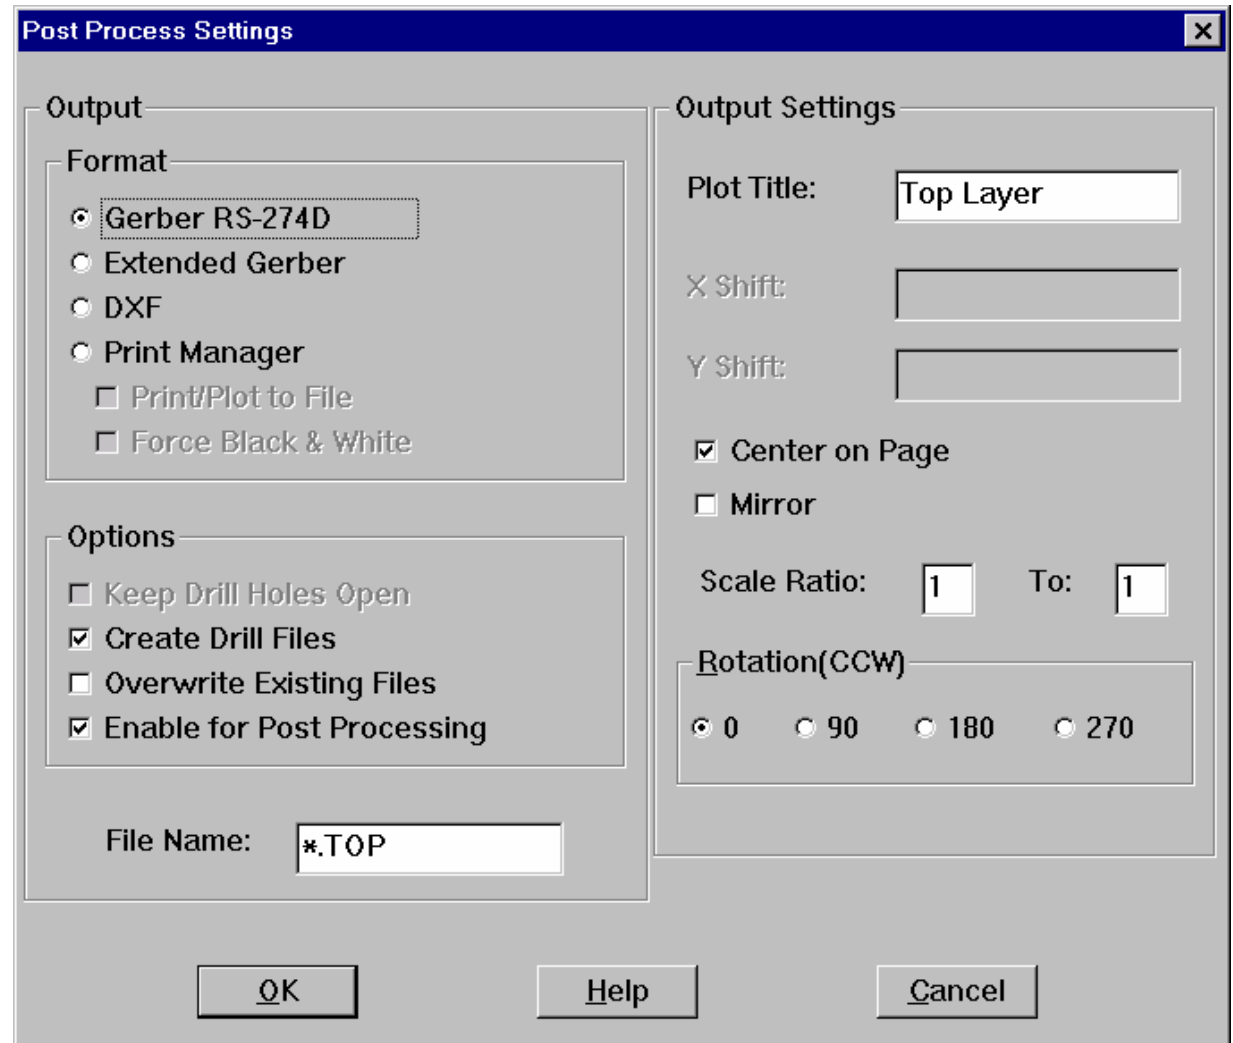 Post Process Settings
Output
Format
Gerber RS-274D
Extended Gerber
DXF
Print Manager
Print/Plot to File
Force Black & White
Options
Keep Drill Holes Open
Create Drill Files
Overwrite Existing Files
Enable for Post Processing
File Name: *.TOP
Output Settings
Plot Title: Top Layer
X Shift:
Y Shift:
Center on Page
Mirror
Scale Ratio: 1 To: 1
Rotation(CCW)
0 90 180 270
OK Help Cancel